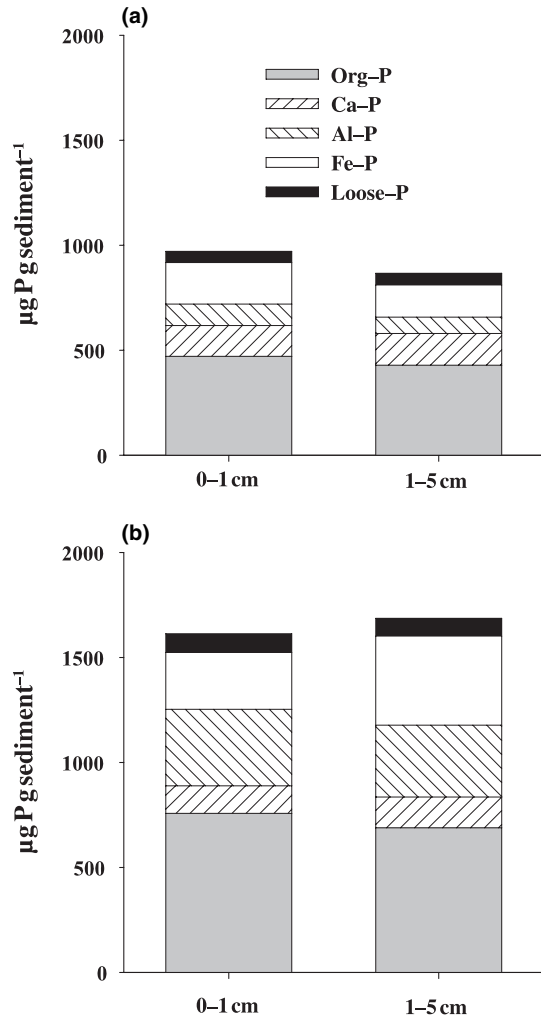 (a)
2000
1500
1000
500
0
µg P g sediment⁻¹
Org–P
Ca–P
Al–P
Fe–P
Loose–P
0–1 cm
1–5 cm
(b)
2000
1500
1000
500
0
µg P g sediment⁻¹
0–1 cm
1–5 cm